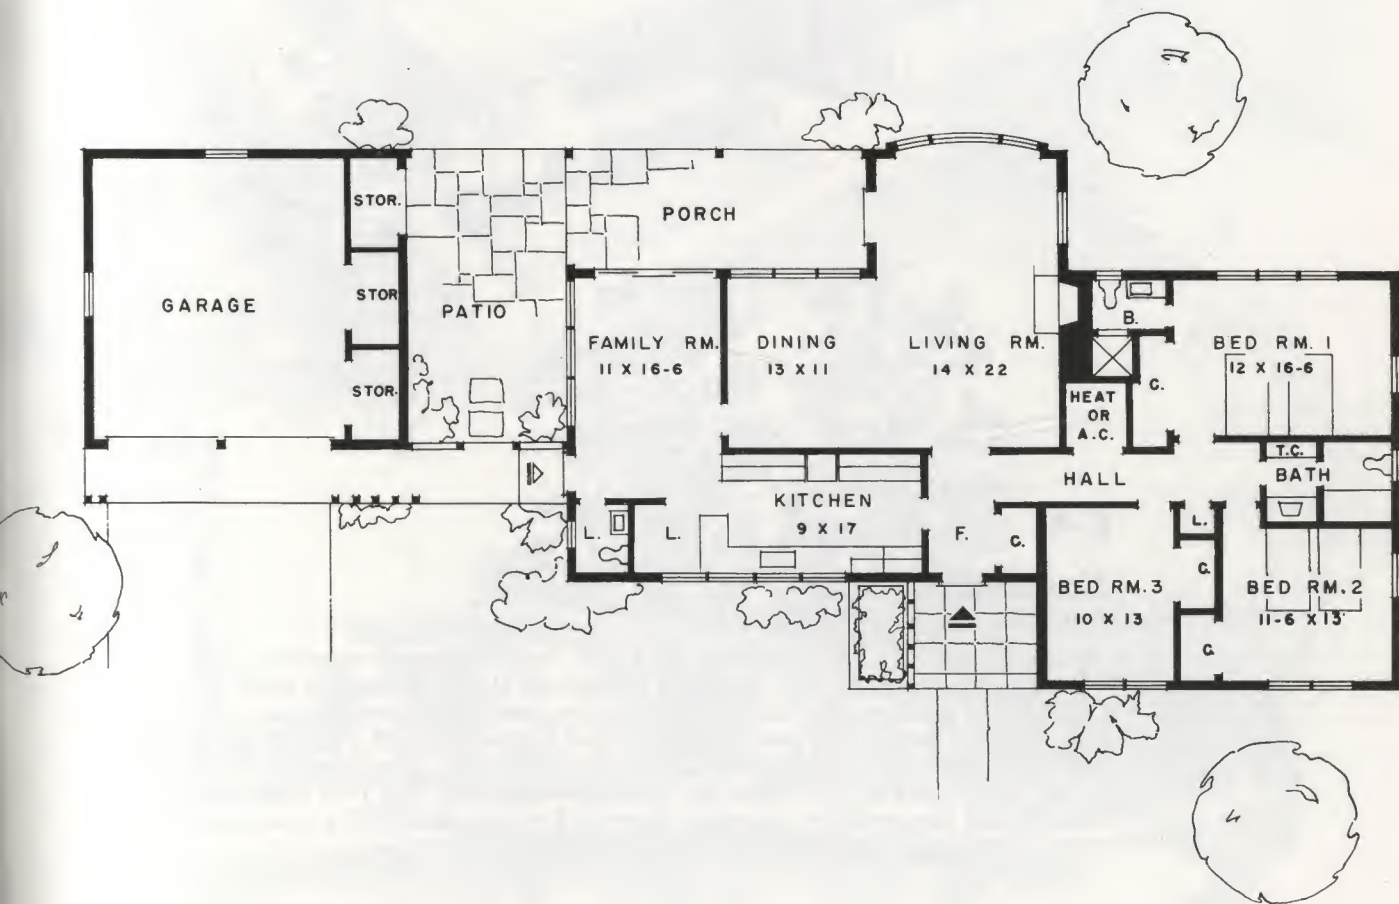 STOR.
PORCH
GARAGE
STOR
PATIO
FAMILY RM.
11 X 16-6
DINING
13 X 11
LIVING RM.
14 X 22
B.
BED RM. 1
12 X 16-6
C.
STOR.
HEAT
OR
A.C.
HALL
T.C.
BATH
KITCHEN
9 X 17
L.
L.
F.
C.
L.
C.
BED RM. 3
10 X 13
BED RM. 2
11-6 X 13
C.